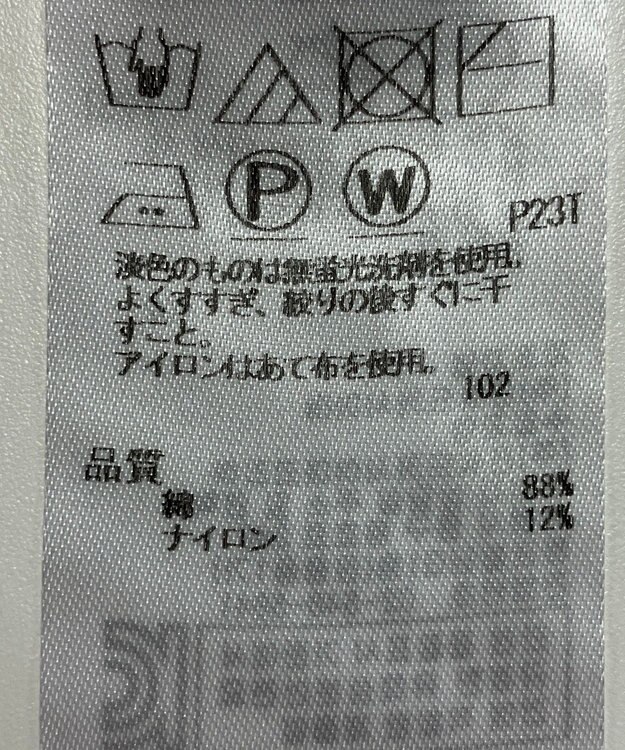 P W P23T
淡色のものは無蛍光洗剤を使用。
よくすすぎ、絞りの後すぐに干
すこと。
アイロンはあて布を使用。
102
品質
綿 88%
ナイロン 12%